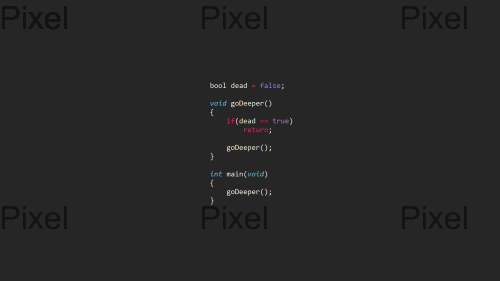 Pixel Pixel Pixel
bool dead = false;
void goDeeper()
{
if(dead == true)
return;
goDeeper();
}
int main(void)
{
goDeeper();
}
Pixel Pixel Pixel